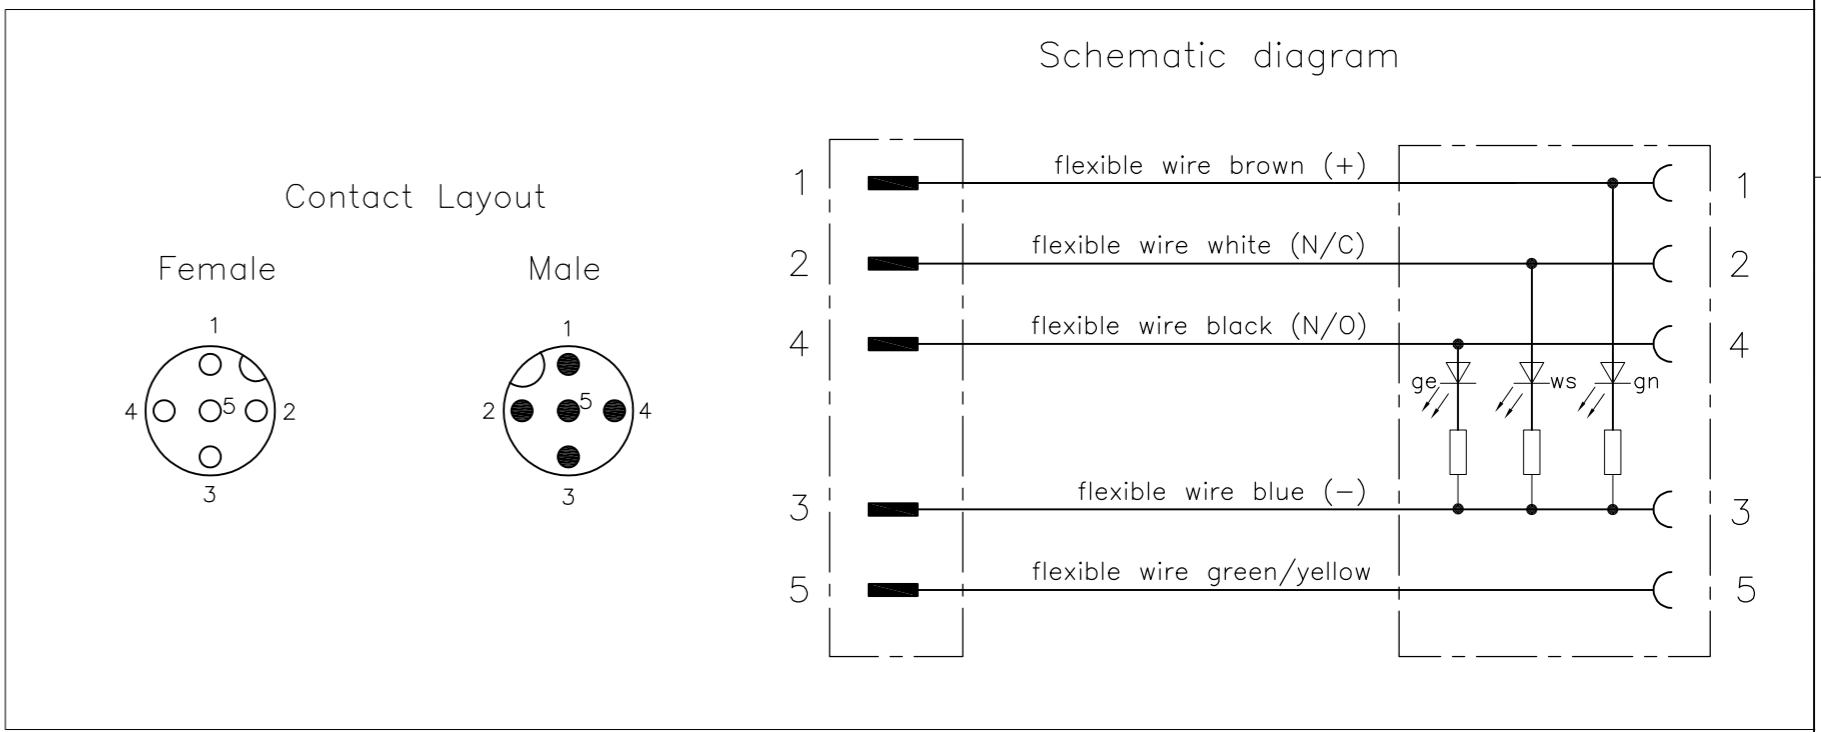 Schematic diagram
Contact Layout
Female
Male
1
4
5
2
3
1
2
5
4
3
1 flexible wire brown (+) 1
2 flexible wire white (N/C) 2
4 flexible wire black (N/O) 4
ge ws gn
3 flexible wire blue (-) 3
5 flexible wire green/yellow 5